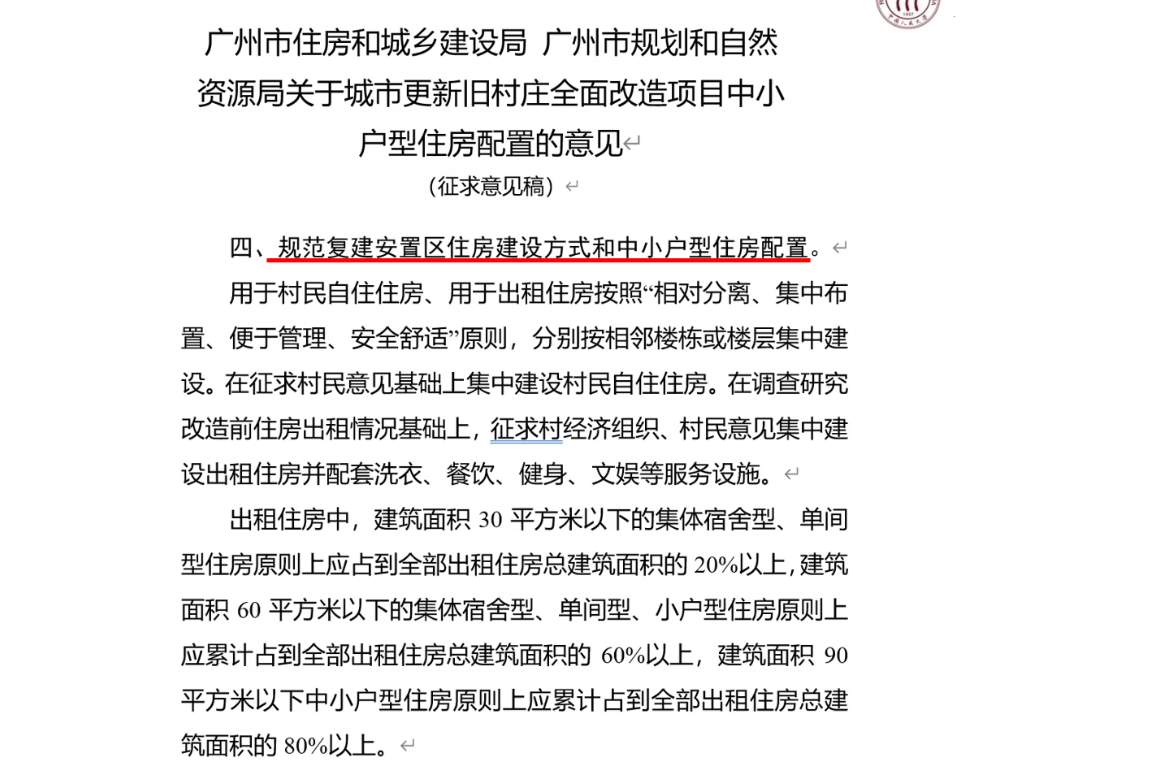 广州市住房和城乡建设局 广州市规划和自然
资源局关于城市更新旧村庄全面改造项目中小
户型住房配置的意见
（征求意见稿）
四、规范复建安置区住房建设方式和中小户型住房配置。
用于村民自住住房、用于出租住房按照“相对分离、集中布
置、便于管理、安全舒适”原则，分别按相邻楼栋或楼层集中建
设。在征求村民意见基础上集中建设村民自住住房。在调查研究
改造前住房出租情况基础上，征求村经济组织、村民意见集中建
设出租住房并配套洗衣、餐饮、健身、文娱等服务设施。
出租住房中，建筑面积 30 平方米以下的集体宿舍型、单间
型住房原则上应占到全部出租住房总建筑面积的 20%以上，建筑
面积 60 平方米以下的集体宿舍型、单间型、小户型住房原则上
应累计占到全部出租住房总建筑面积的 60%以上，建筑面积 90
平方米以下中小户型住房原则上应累计占到全部出租住房总建
筑面积的 80%以上。